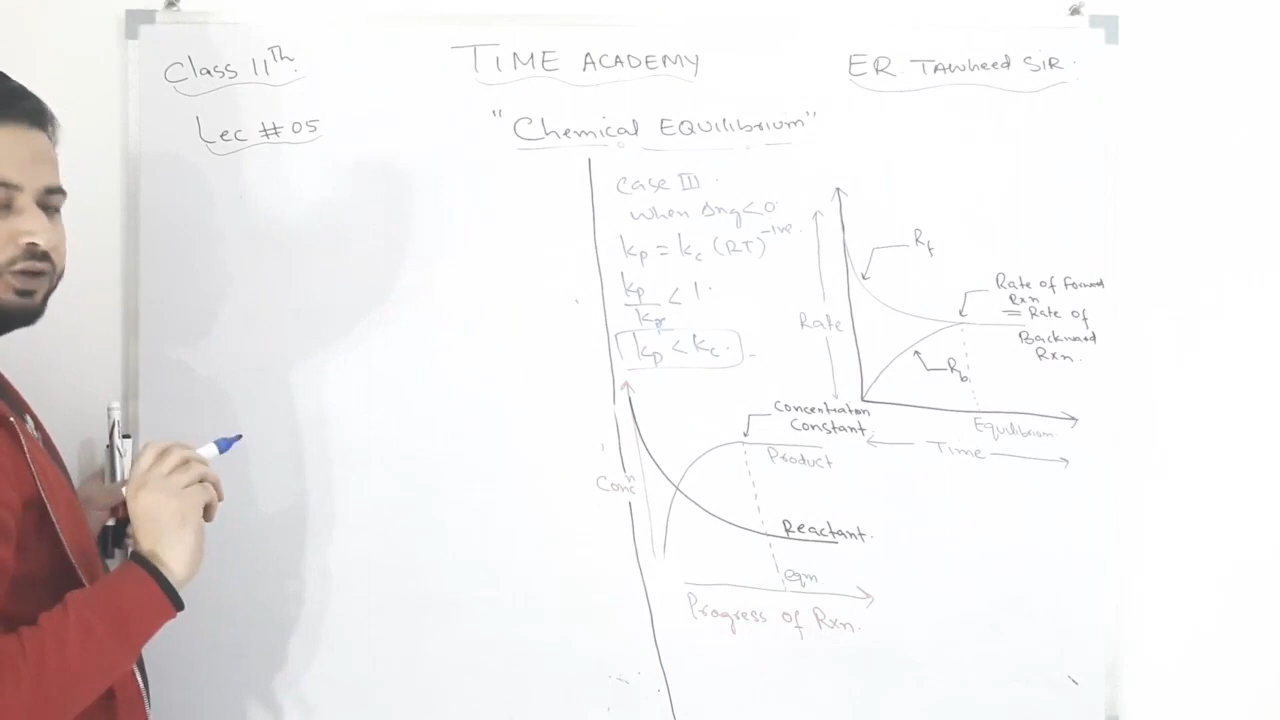 Class 11Th
TIME ACADEMY
ER. TAwheed SiR.
Lec # 05
"Chemical EQUilibrium"
Case III.
when Δng<0.
kp = kc (RT)-ive.
kp/kc < 1.
kp < kc.
Rf
Rate of Forward
Rxn
= Rate of
Backward
Rxn.
Rate
Rb
Equilibrium.
Time
Concentration
Constant.
Product
Concn
Reactant.
eqm.
Progress of Rxn.